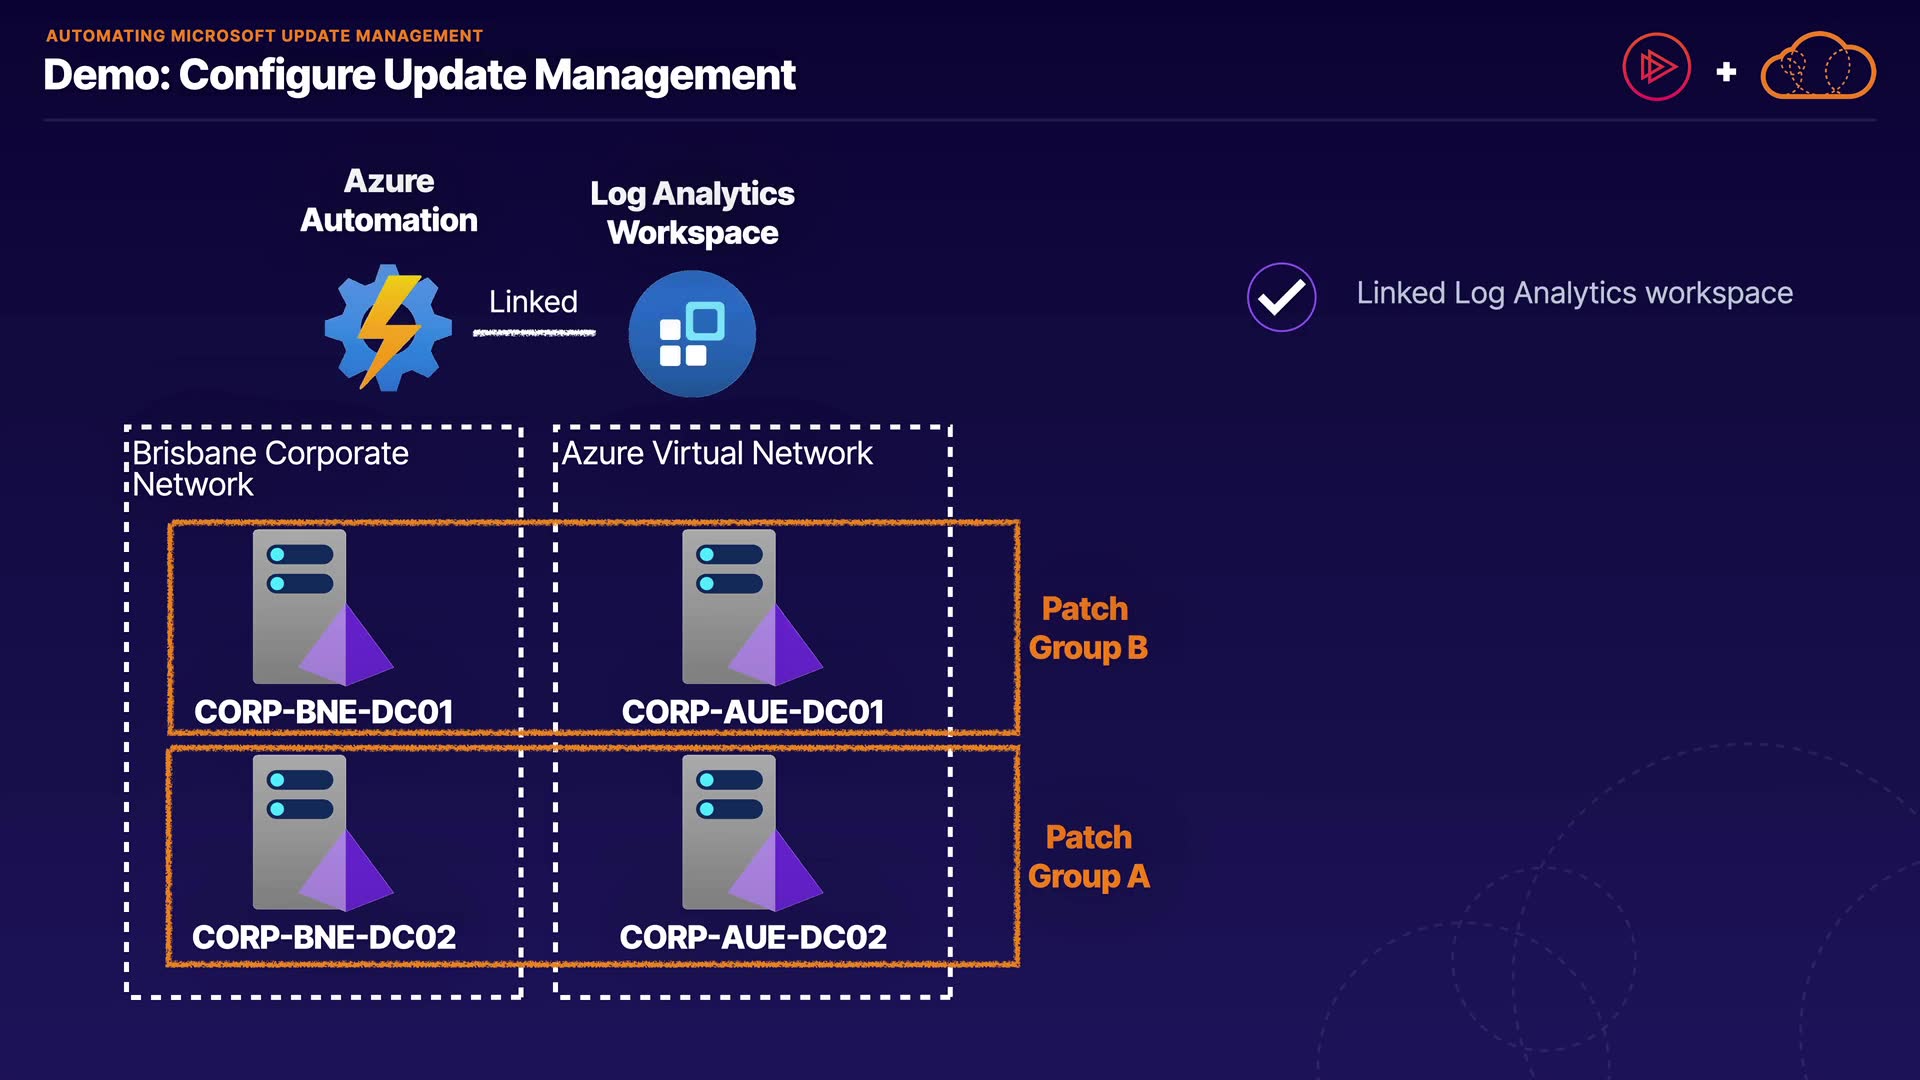 AUTOMATING MICROSOFT UPDATE MANAGEMENT
Demo: Configure Update Management
+
Azure
Automation
Log Analytics
Workspace
Linked
Linked Log Analytics workspace
Brisbane Corporate
Network
Azure Virtual Network
CORP-BNE-DC01
CORP-AUE-DC01
Patch
Group B
CORP-BNE-DC02
CORP-AUE-DC02
Patch
Group A